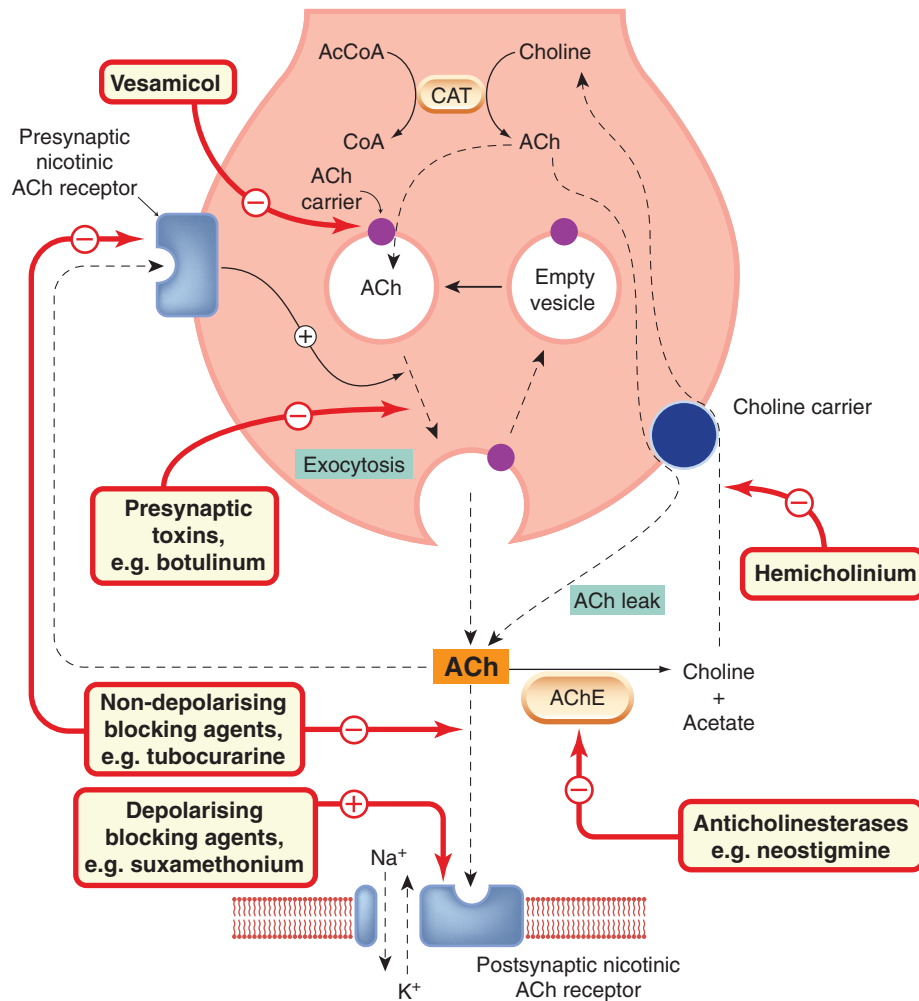 AcCoA
Choline
Vesamicol
CAT
CoA
ACh
Presynaptic
nicotinic
ACh receptor
ACh
carrier
−
−
ACh
Empty
vesicle
+
Choline carrier
−
Exocytosis
Presynaptic
toxins,
e.g. botulinum
−
Hemicholinium
ACh leak
ACh
AChE
Choline
+
Acetate
Non-depolarising
blocking agents,
e.g. tubocurarine
−
Depolarising
blocking agents,
e.g. suxamethonium
+
−
Anticholinesterases
e.g. neostigmine
Na⁺
K⁺
Postsynaptic nicotinic
ACh receptor